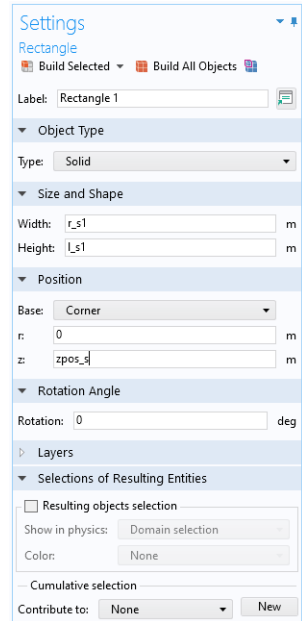 Settings
Rectangle
Build Selected Build All Objects
Label: Rectangle 1
Object Type
Type: Solid
Size and Shape
Width: r_s1 m
Height: l_s1 m
Position
Base: Corner
r: 0 m
z: zpos_s m
Rotation Angle
Rotation: 0 deg
Layers
Selections of Resulting Entities
Resulting objects selection
Show in physics: Domain selection
Color: None
Cumulative selection
Contribute to: None New